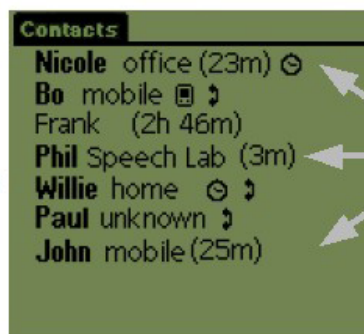 Contacts
Nicole office (23m)
Bo mobile
Frank (2h 46m)
Phil Speech Lab (3m)
Willie home
Paul unknown
John mobile (25m)